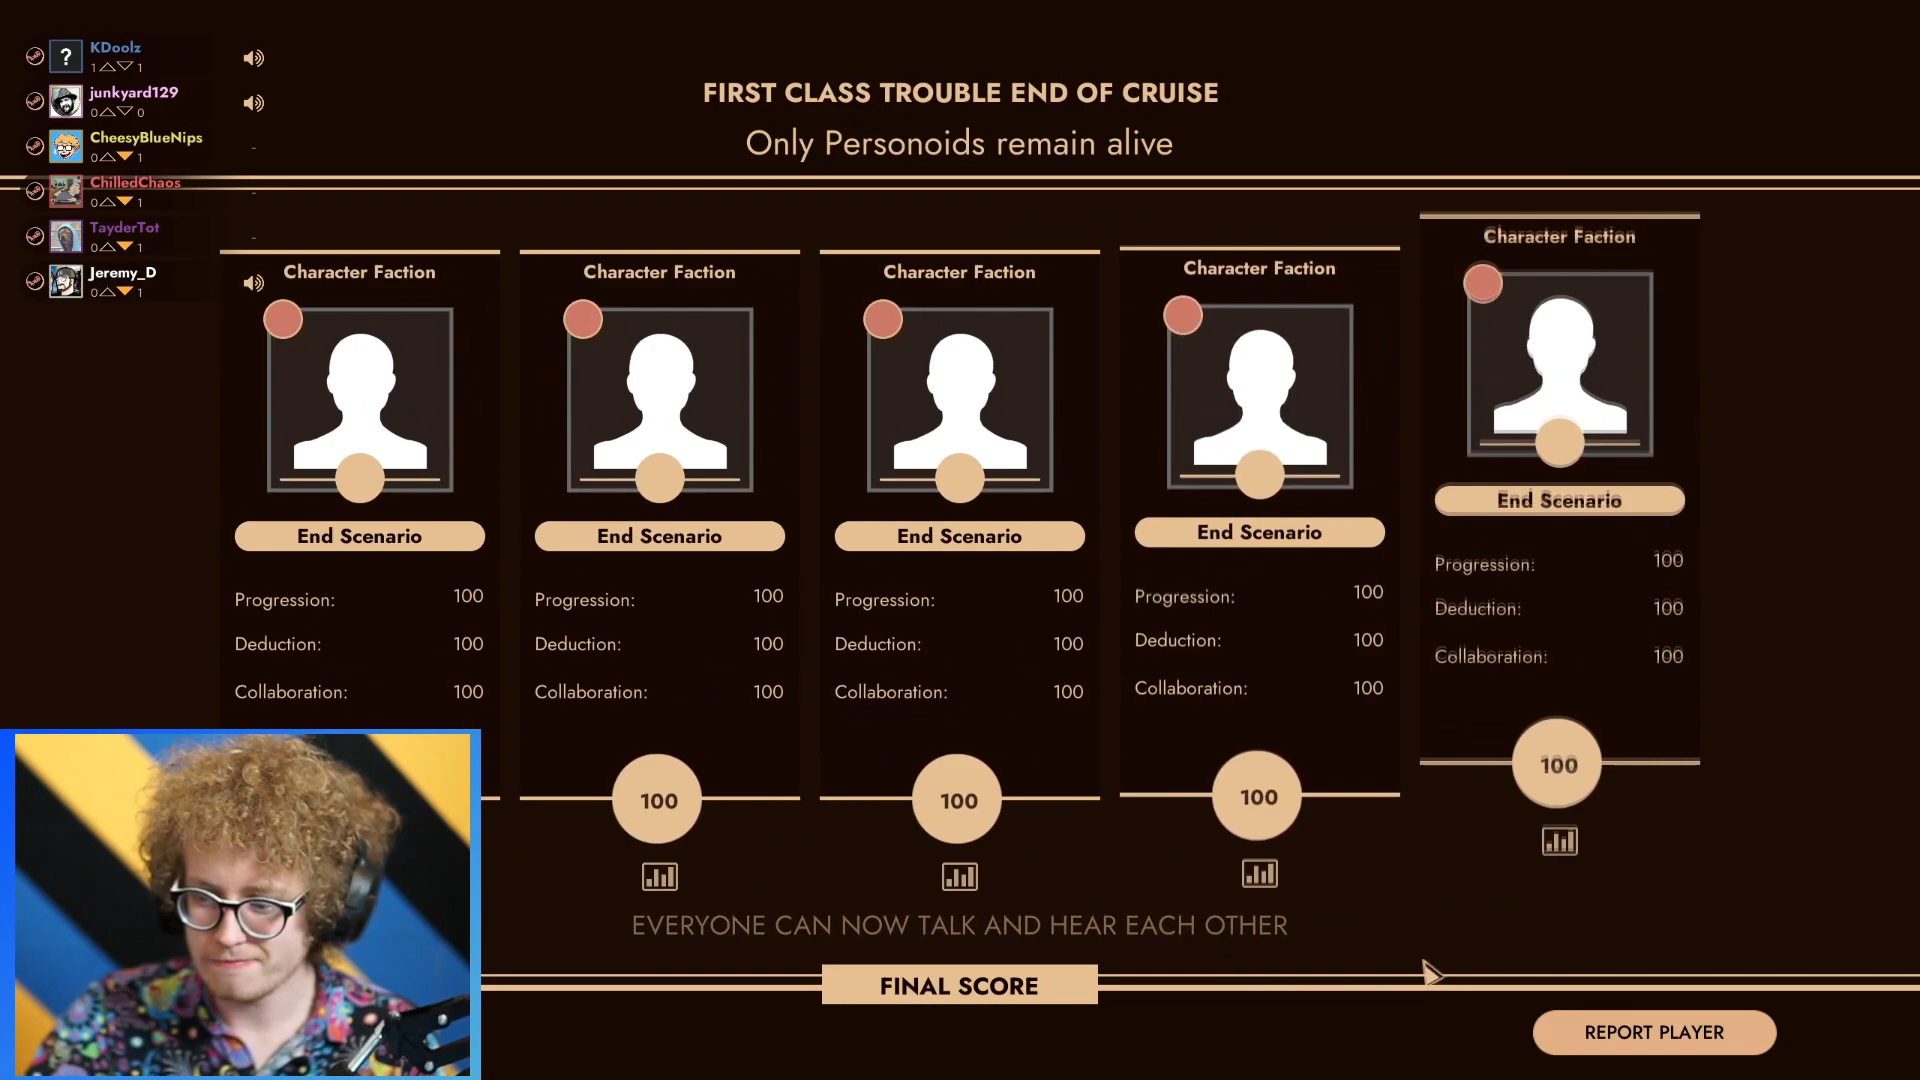 KDoolz
1 1
junkyard129
0 0
CheesyBlueNips
0 1
ChilledChaos
0 1
TayderTot
0 1
Jeremy_D
0 1
?
FIRST CLASS TROUBLE END OF CRUISE
Only Personoids remain alive
Character Faction
End Scenario
Progression: 100
Deduction: 100
Collaboration: 100
Character Faction
End Scenario
Progression: 100
Deduction: 100
Collaboration: 100
100
Character Faction
End Scenario
Progression: 100
Deduction: 100
Collaboration: 100
100
Character Faction
End Scenario
Progression: 100
Deduction: 100
Collaboration: 100
100
Character Faction
End Scenario
Progression: 100
Deduction: 100
Collaboration: 100
100
EVERYONE CAN NOW TALK AND HEAR EACH OTHER
FINAL SCORE
REPORT PLAYER